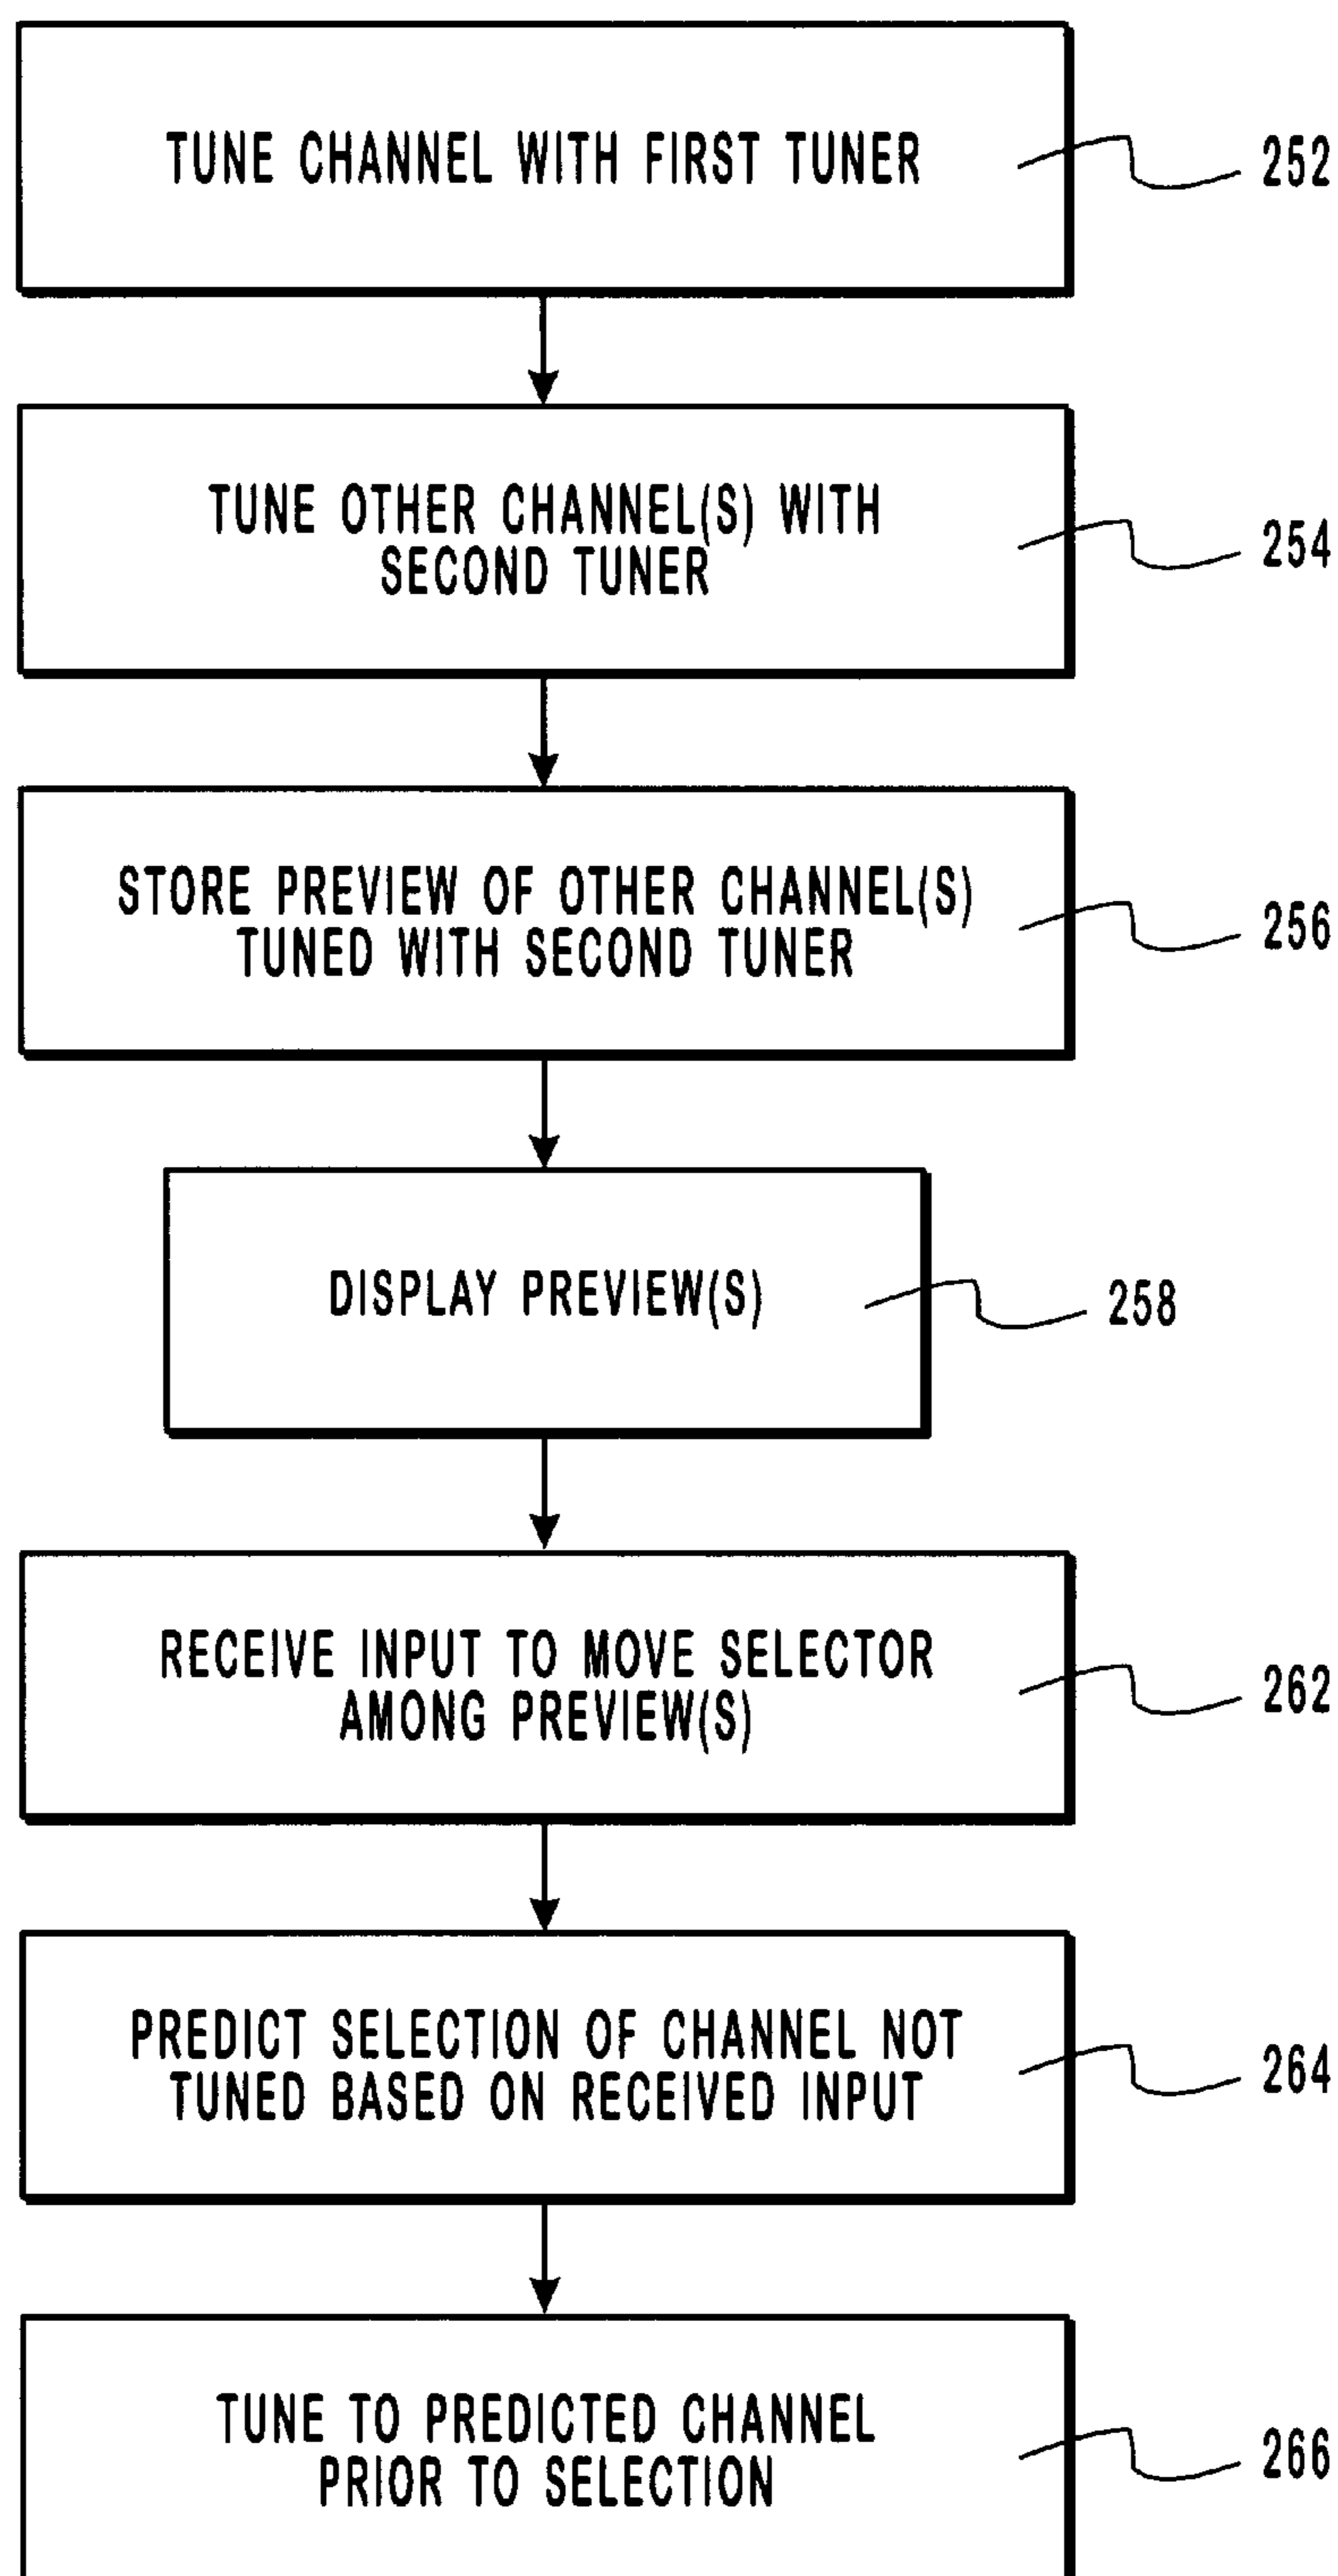 TUNE CHANNEL WITH FIRST TUNER
252
TUNE OTHER CHANNEL(S) WITH
SECOND TUNER
254
STORE PREVIEW OF OTHER CHANNEL(S)
TUNED WITH SECOND TUNER
256
DISPLAY PREVIEW(S)
258
RECEIVE INPUT TO MOVE SELECTOR
AMONG PREVIEW(S)
262
PREDICT SELECTION OF CHANNEL NOT
TUNED BASED ON RECEIVED INPUT
264
TUNE TO PREDICTED CHANNEL
PRIOR TO SELECTION
266